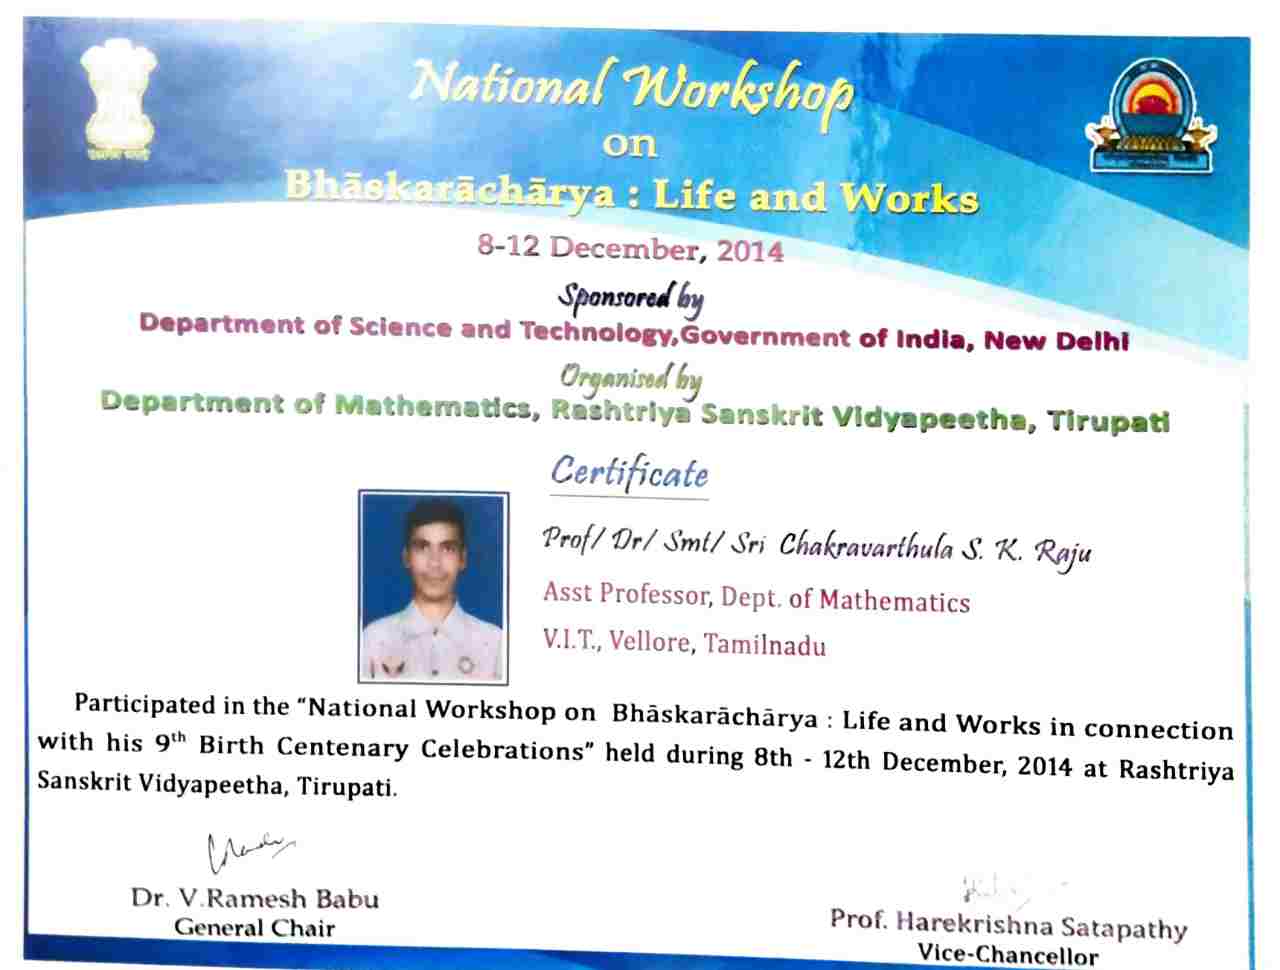 National Workshop
on
Bhāskarāchārya : Life and Works
8-12 December, 2014
Sponsored by
Department of Science and Technology,Government of India, New Delhi
Organised by
Department of Mathematics, Rashtriya Sanskrit Vidyapeetha, Tirupati
Certificate
Prof/ Dr/ Smt/ Sri Chakravarthula S. K. Raju
Asst Professor, Dept. of Mathematics
V.I.T., Vellore, Tamilnadu
Participated in the “National Workshop on Bhāskarāchārya : Life and Works in connection
with his 9th Birth Centenary Celebrations” held during 8th - 12th December, 2014 at Rashtriya
Sanskrit Vidyapeetha, Tirupati.
Dr. V.Ramesh Babu
General Chair
Prof. Harekrishna Satapathy
Vice-Chancellor